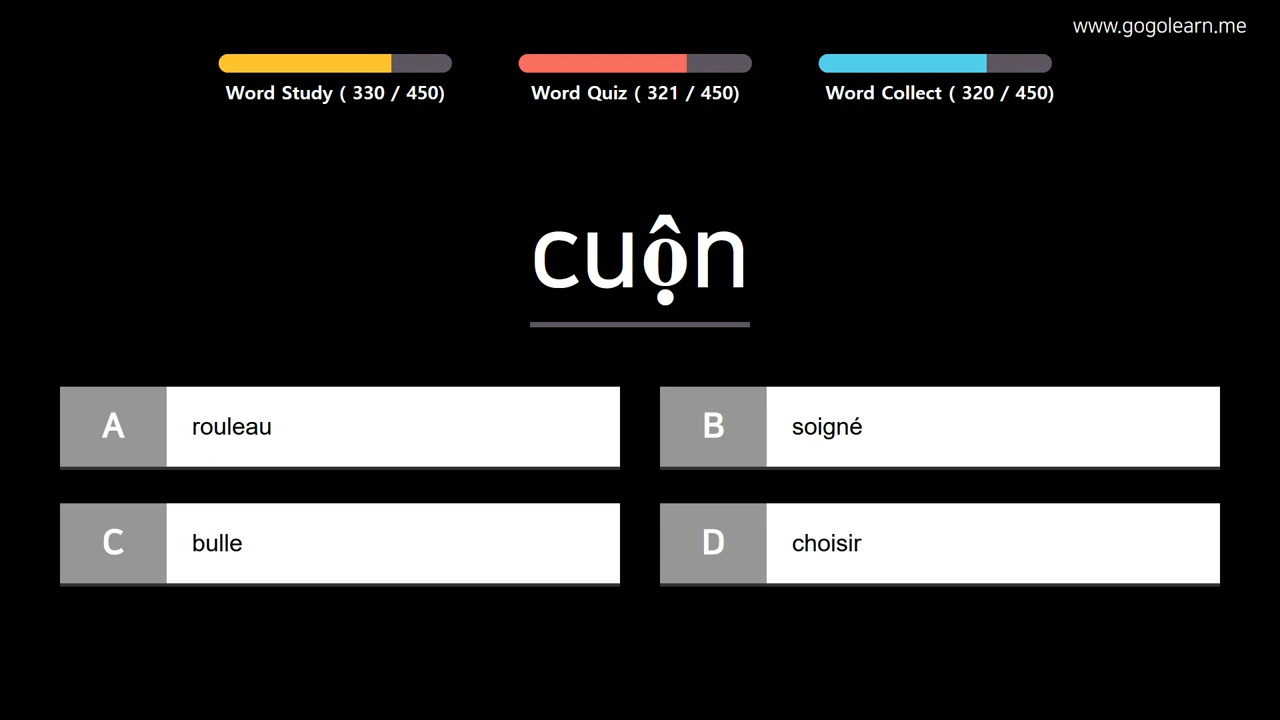 www.gogolearn.me
Word Study ( 330 / 450)
Word Quiz ( 321 / 450)
Word Collect ( 320 / 450)
cuộn
A rouleau
B soigné
C bulle
D choisir